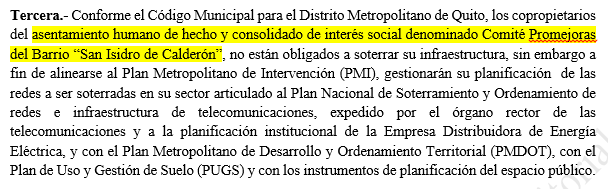 Tercera.- Conforme el Código Municipal para el Distrito Metropolitano de Quito, los copropietarios
del asentamiento humano de hecho y consolidado de interés social denominado Comité Promejoras
del Barrio “San Isidro de Calderón”, no están obligados a soterrar su infraestructura, sin embargo a
fin de alinearse al Plan Metropolitano de Intervención (PMI), gestionarán su planificación de las
redes a ser soterradas en su sector articulado al Plan Nacional de Soterramiento y Ordenamiento de
redes e infraestructura de telecomunicaciones, expedido por el órgano rector de las
telecomunicaciones y a la planificación institucional de la Empresa Distribuidora de Energía
Eléctrica, y con el Plan Metropolitano de Desarrollo y Ordenamiento Territorial (PMDOT), con el
Plan de Uso y Gestión de Suelo (PUGS) y con los instrumentos de planificación del espacio público.